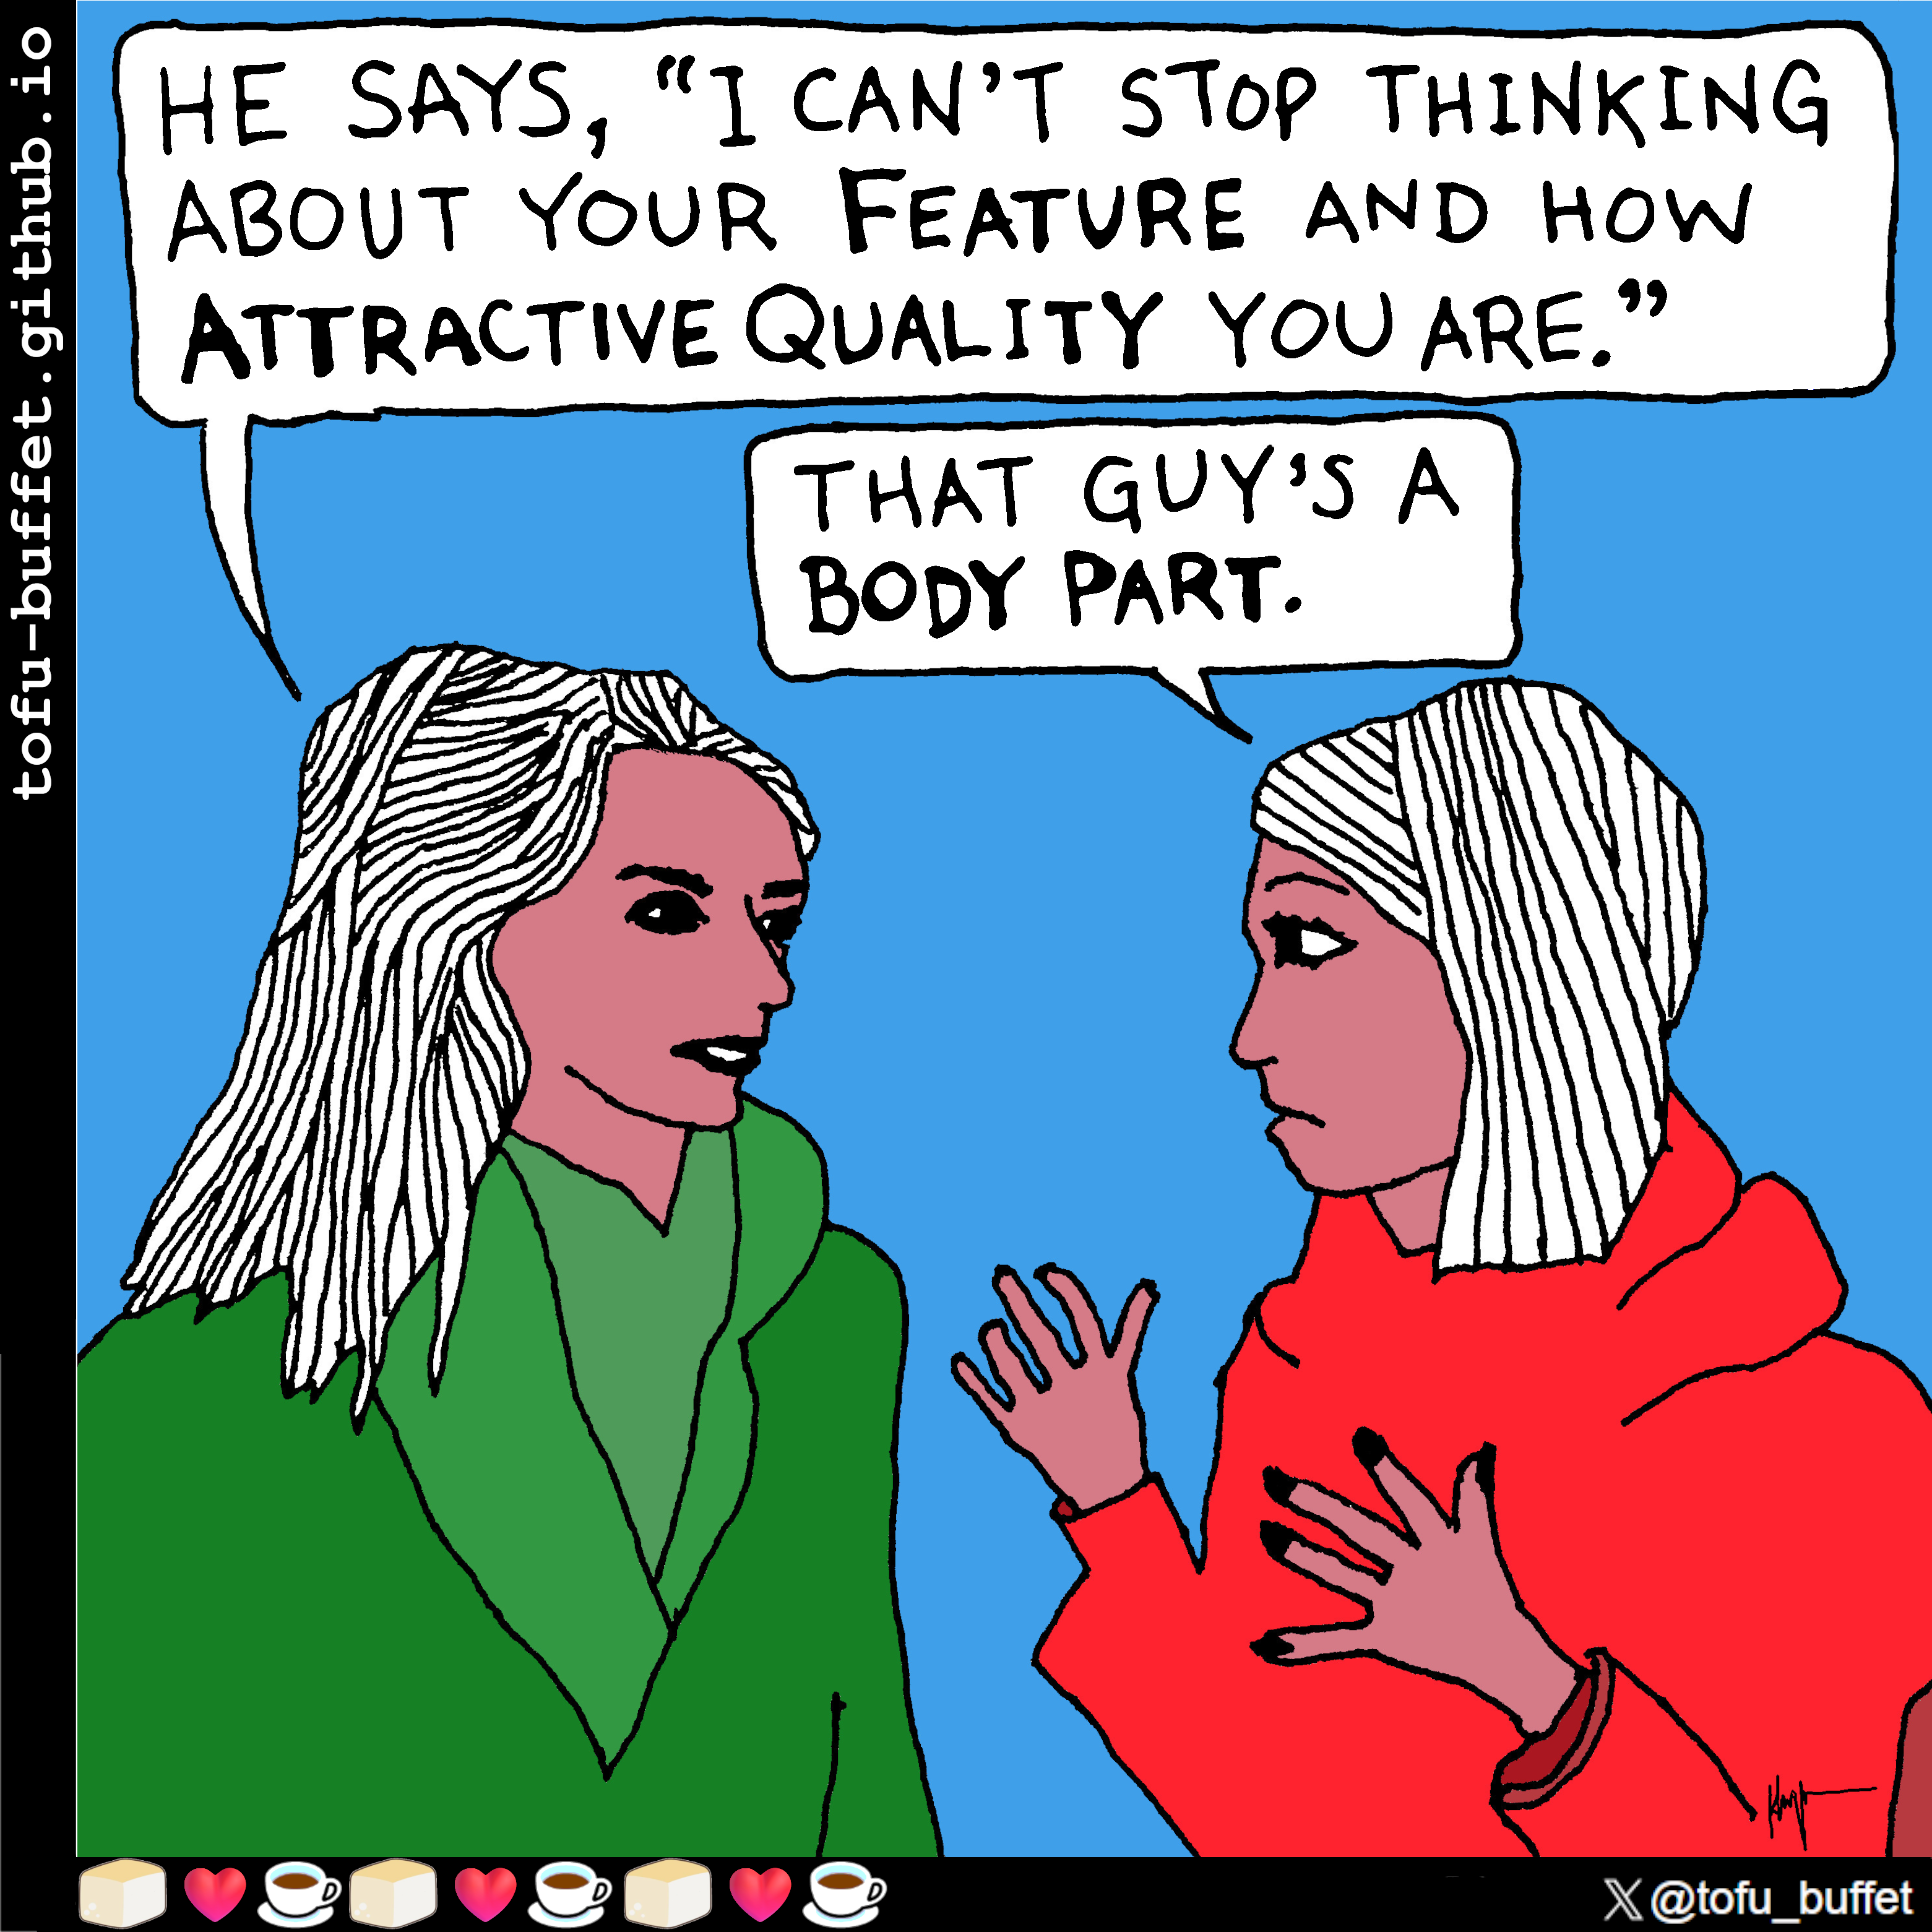 HE SAYS, “I CAN’T STOP THINKING
ABOUT YOUR FEATURE AND HOW
ATTRACTIVE QUALITY YOU ARE.”
THAT GUY’S A
BODY PART.
tofu-buffet.github.io
X @tofu_buffet